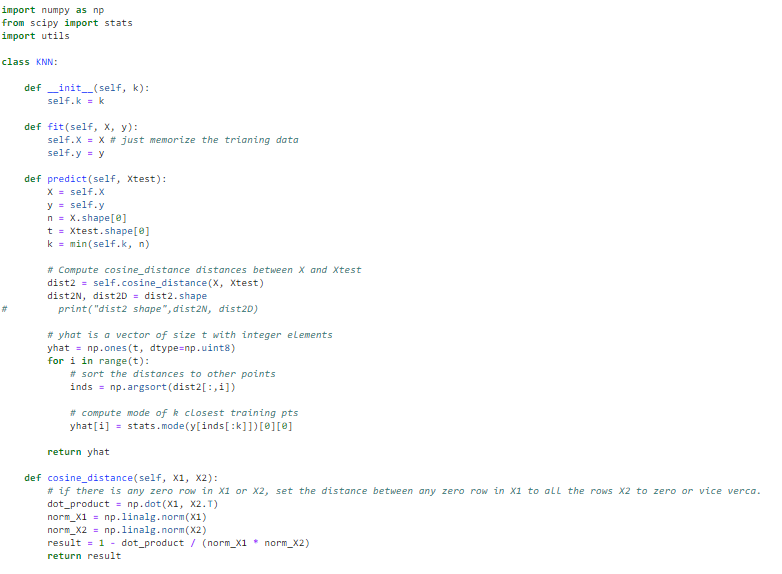 import numpy as np
from scipy import stats
import utils

class KNN:

    def __init__(self, k):
        self.k = k

    def fit(self, X, y):
        self.X = X # just memorize the trianing data
        self.y = y

    def predict(self, Xtest):
        X = self.X
        y = self.y
        n = X.shape[0]
        t = Xtest.shape[0]
        k = min(self.k, n)

        # Compute cosine_distance distances between X and Xtest
        dist2 = self.cosine_distance(X, Xtest)
        dist2N, dist2D = dist2.shape
#         print("dist2 shape",dist2N, dist2D)

        # yhat is a vector of size t with integer elements
        yhat = np.ones(t, dtype=np.uint8)
        for i in range(t):
            # sort the distances to other points
            inds = np.argsort(dist2[:,i])

            # compute mode of k closest training pts
            yhat[i] = stats.mode(y[inds[:k]])[0][0]

        return yhat

    def cosine_distance(self, X1, X2):
        # if there is any zero row in X1 or X2, set the distance between any zero row in X1 to all the rows X2 to zero or vice verca.
        dot_product = np.dot(X1, X2.T)
        norm_X1 = np.linalg.norm(X1)
        norm_X2 = np.linalg.norm(X2)
        result = 1 - dot_product / (norm_X1 * norm_X2)
        return result